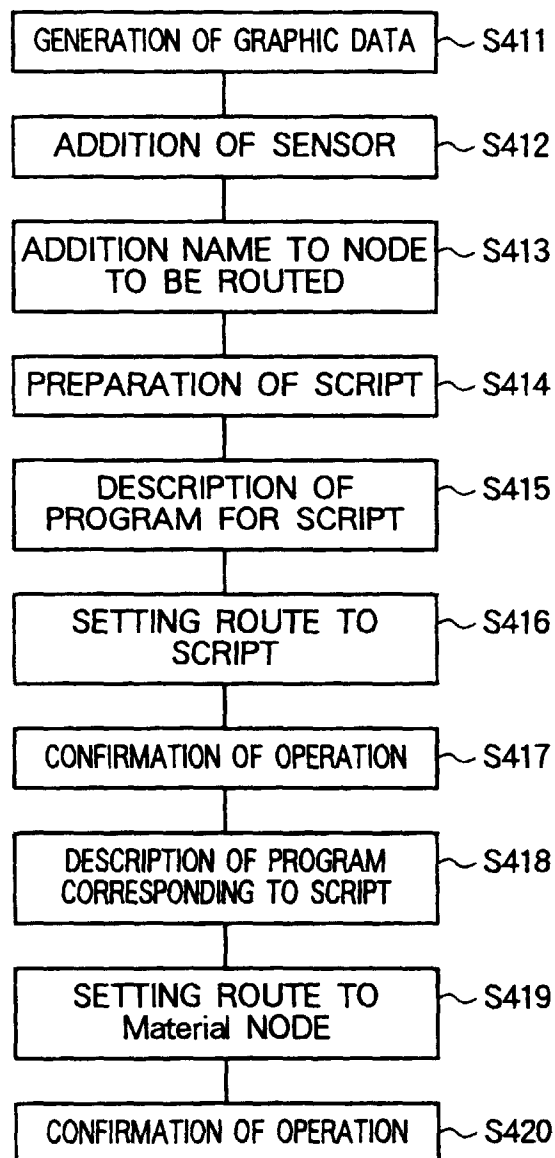 GENERATION OF GRAPHIC DATA S411
ADDITION OF SENSOR S412
ADDITION NAME TO NODE S413
TO BE ROUTED
PREPARATION OF SCRIPT S414
DESCRIPTION OF S415
PROGRAM FOR SCRIPT
SETTING ROUTE TO S416
SCRIPT
CONFIRMATION OF OPERATION S417
DESCRIPTION OF PROGRAM S418
CORRESPONDING TO SCRIPT
SETTING ROUTE TO S419
Material NODE
CONFIRMATION OF OPERATION S420